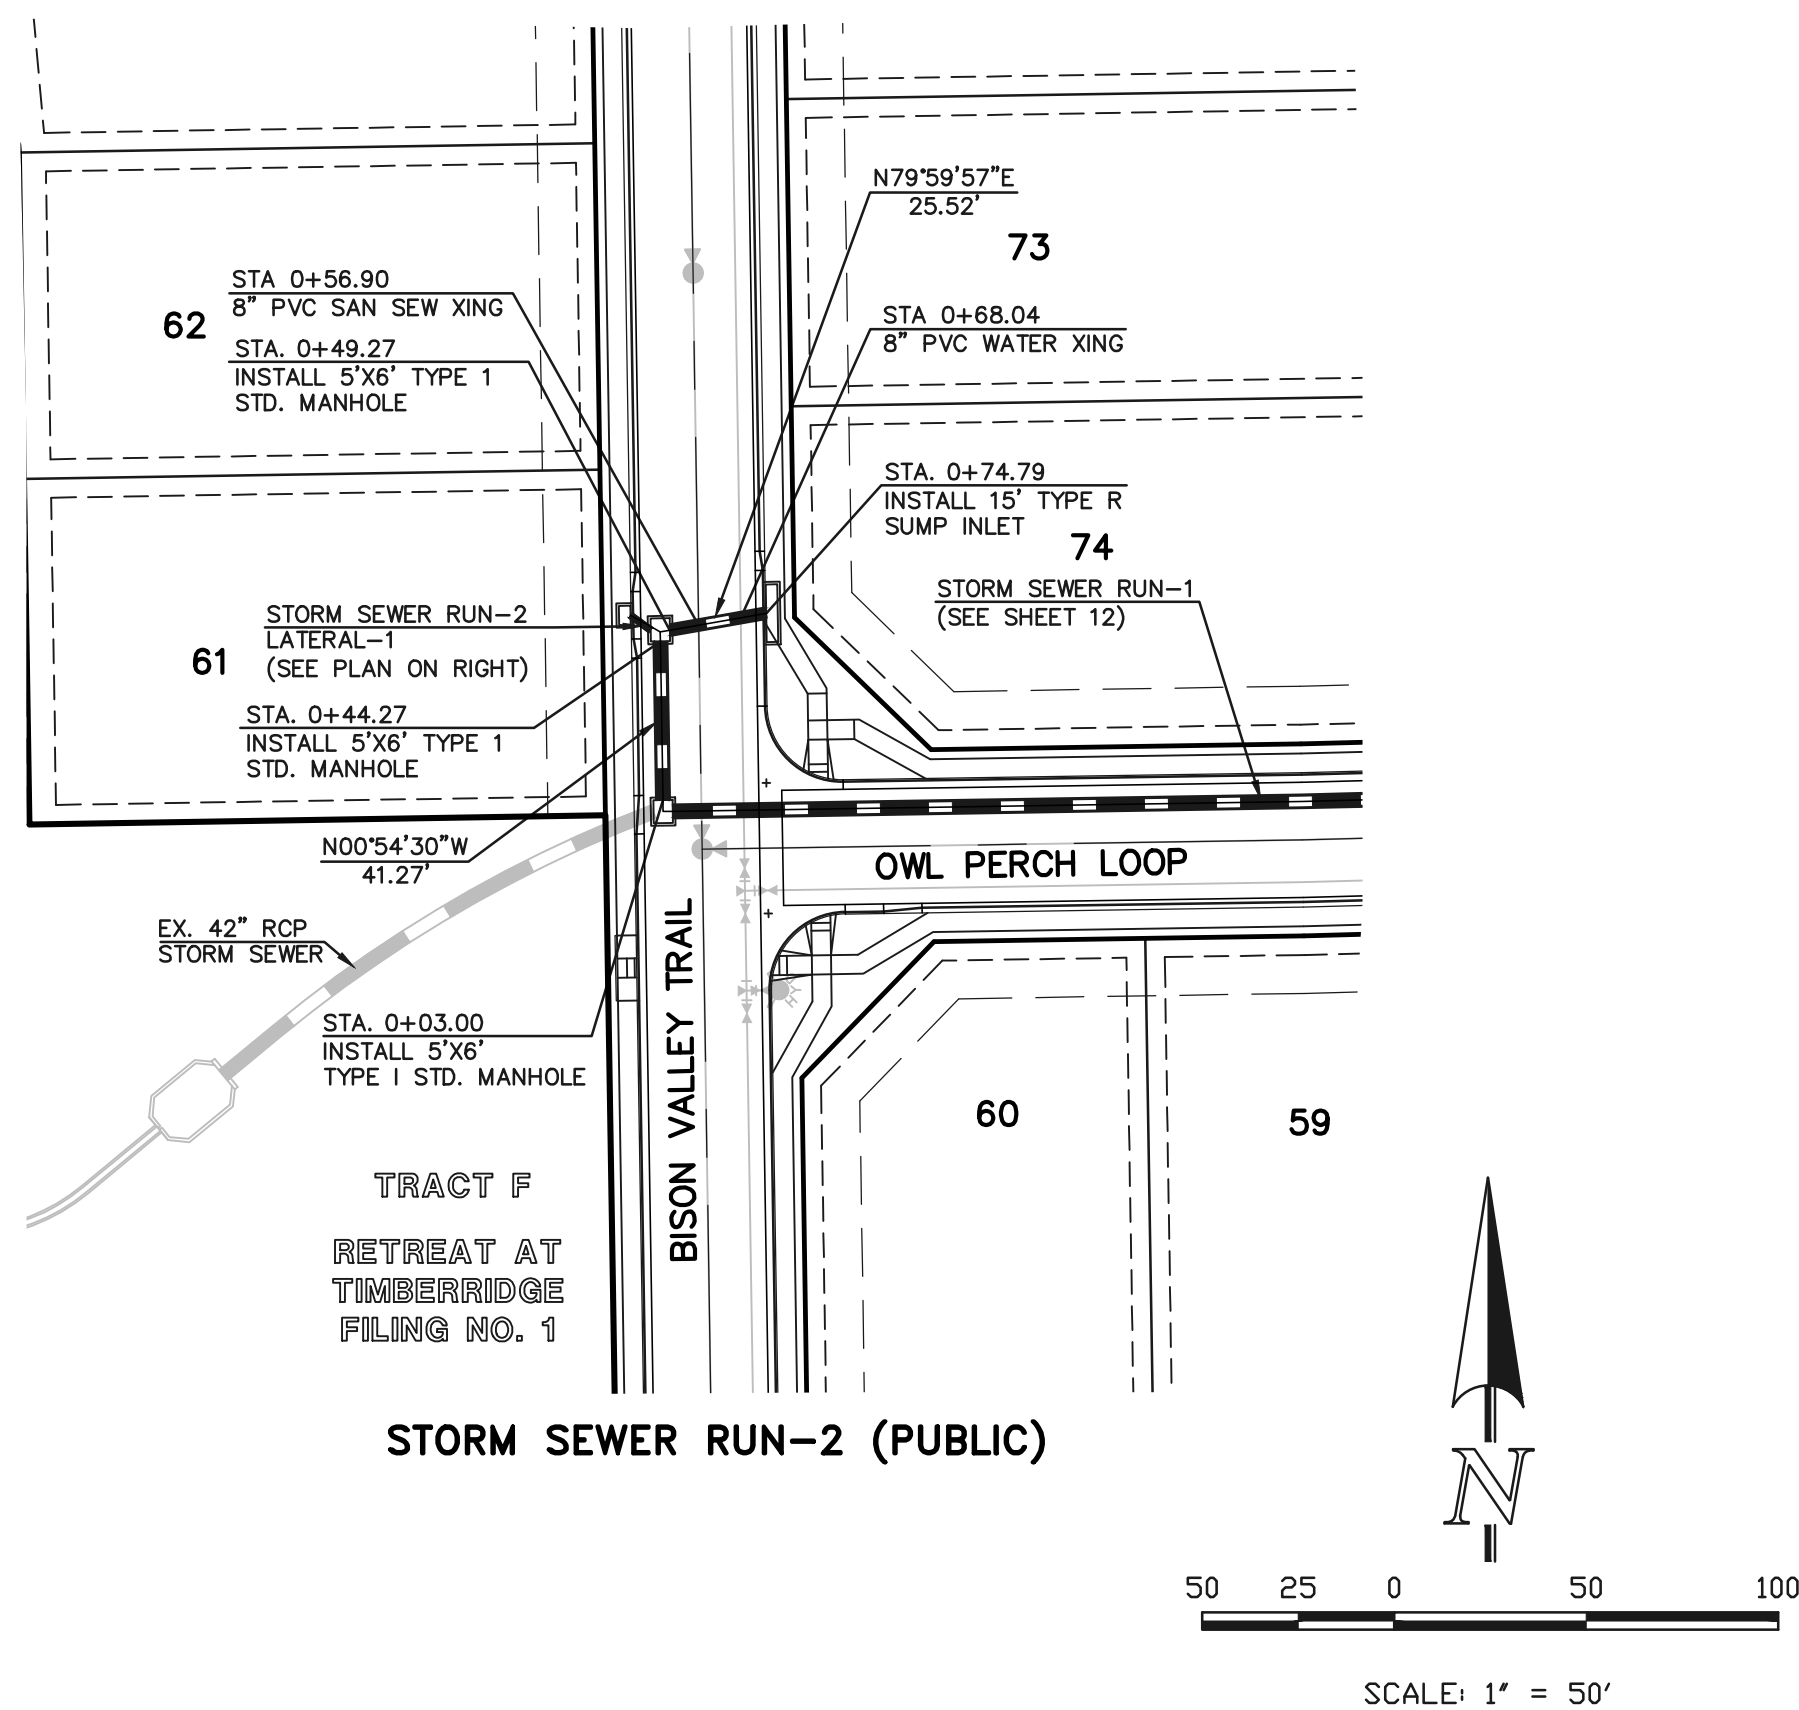 N79°59'57"E
25.52'
73
STA 0+56.90
8" PVC SAN SEW XING
62
STA. 0+49.27
INSTALL 5'X6' TYPE 1
STD. MANHOLE
STA 0+68.04
8" PVC WATER XING
STA. 0+74.79
INSTALL 15' TYPE R
SUMP INLET
74
STORM SEWER RUN-1
(SEE SHEET 12)
STORM SEWER RUN-2
LATERAL-1
(SEE PLAN ON RIGHT)
61
STA. 0+44.27
INSTALL 5'X6' TYPE 1
STD. MANHOLE
N00°54'30"W
41.27'
OWL PERCH LOOP
EX. 42" RCP
STORM SEWER
BISON VALLEY TRAIL
HY
STA. 0+03.00
INSTALL 5'X6'
TYPE I STD. MANHOLE
60
59
TRACT F
RETREAT AT
TIMBERRIDGE
FILING NO. 1
STORM SEWER RUN-2 (PUBLIC)
N
50 25 0 50 100
SCALE: 1" = 50'